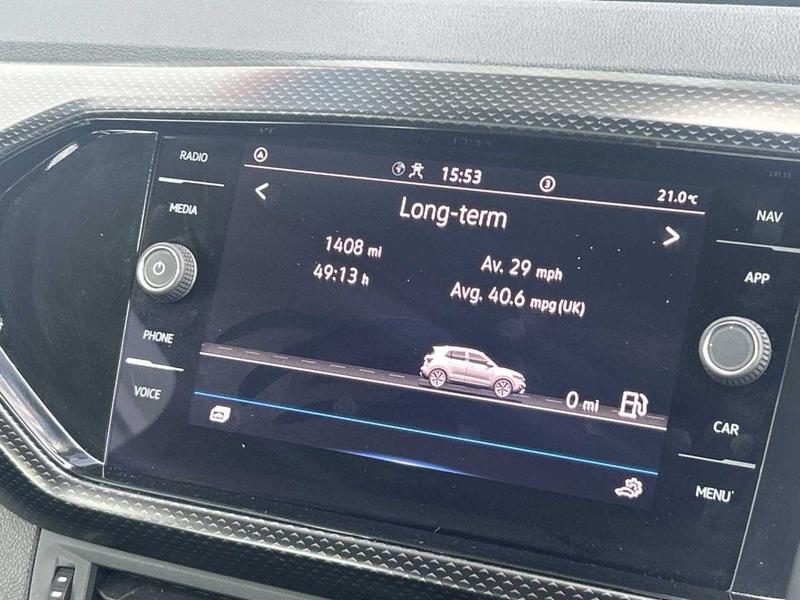 RADIO
MEDIA
PHONE
VOICE
15:53
3
21.0°C
<
Long-term
>
1408 mi
49:13 h
Av. 29 mph
Avg. 40.6 mpg(UK)
0 mi
NAV
APP
CAR
MENU